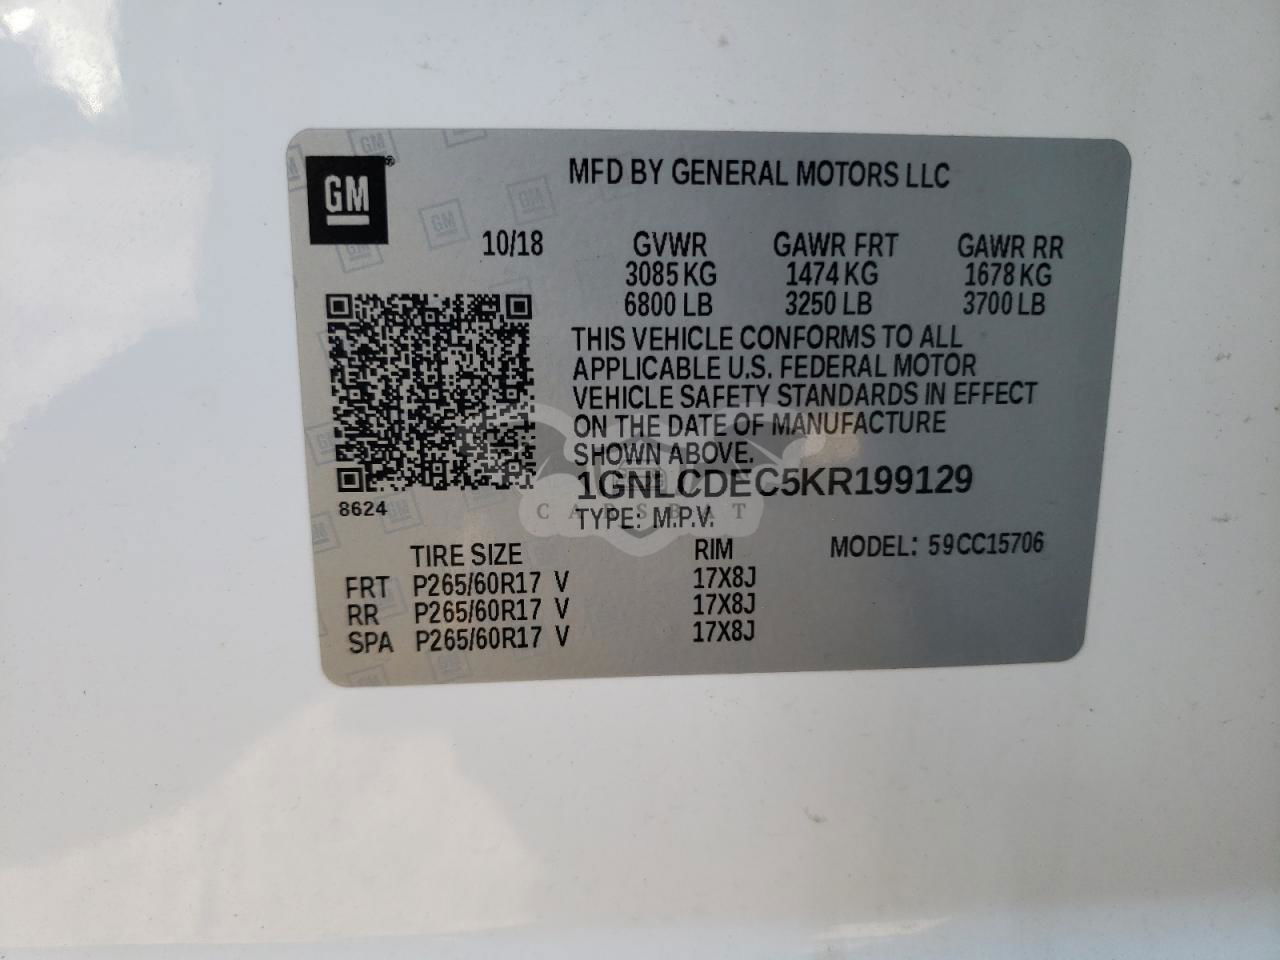 GM
MFD BY GENERAL MOTORS LLC
10/18 GVWR GAWR FRT GAWR RR
3085 KG 1474 KG 1678 KG
6800 LB 3250 LB 3700 LB
THIS VEHICLE CONFORMS TO ALL
APPLICABLE U.S. FEDERAL MOTOR
VEHICLE SAFETY STANDARDS IN EFFECT
ON THE DATE OF MANUFACTURE
SHOWN ABOVE.
1GNLCDEC5KR199129
8624
CARSBAT
TYPE: M.P.V.
TIRE SIZE RIM MODEL: 59CC15706
FRT P265/60R17 V 17X8J
RR P265/60R17 V 17X8J
SPA P265/60R17 V 17X8J